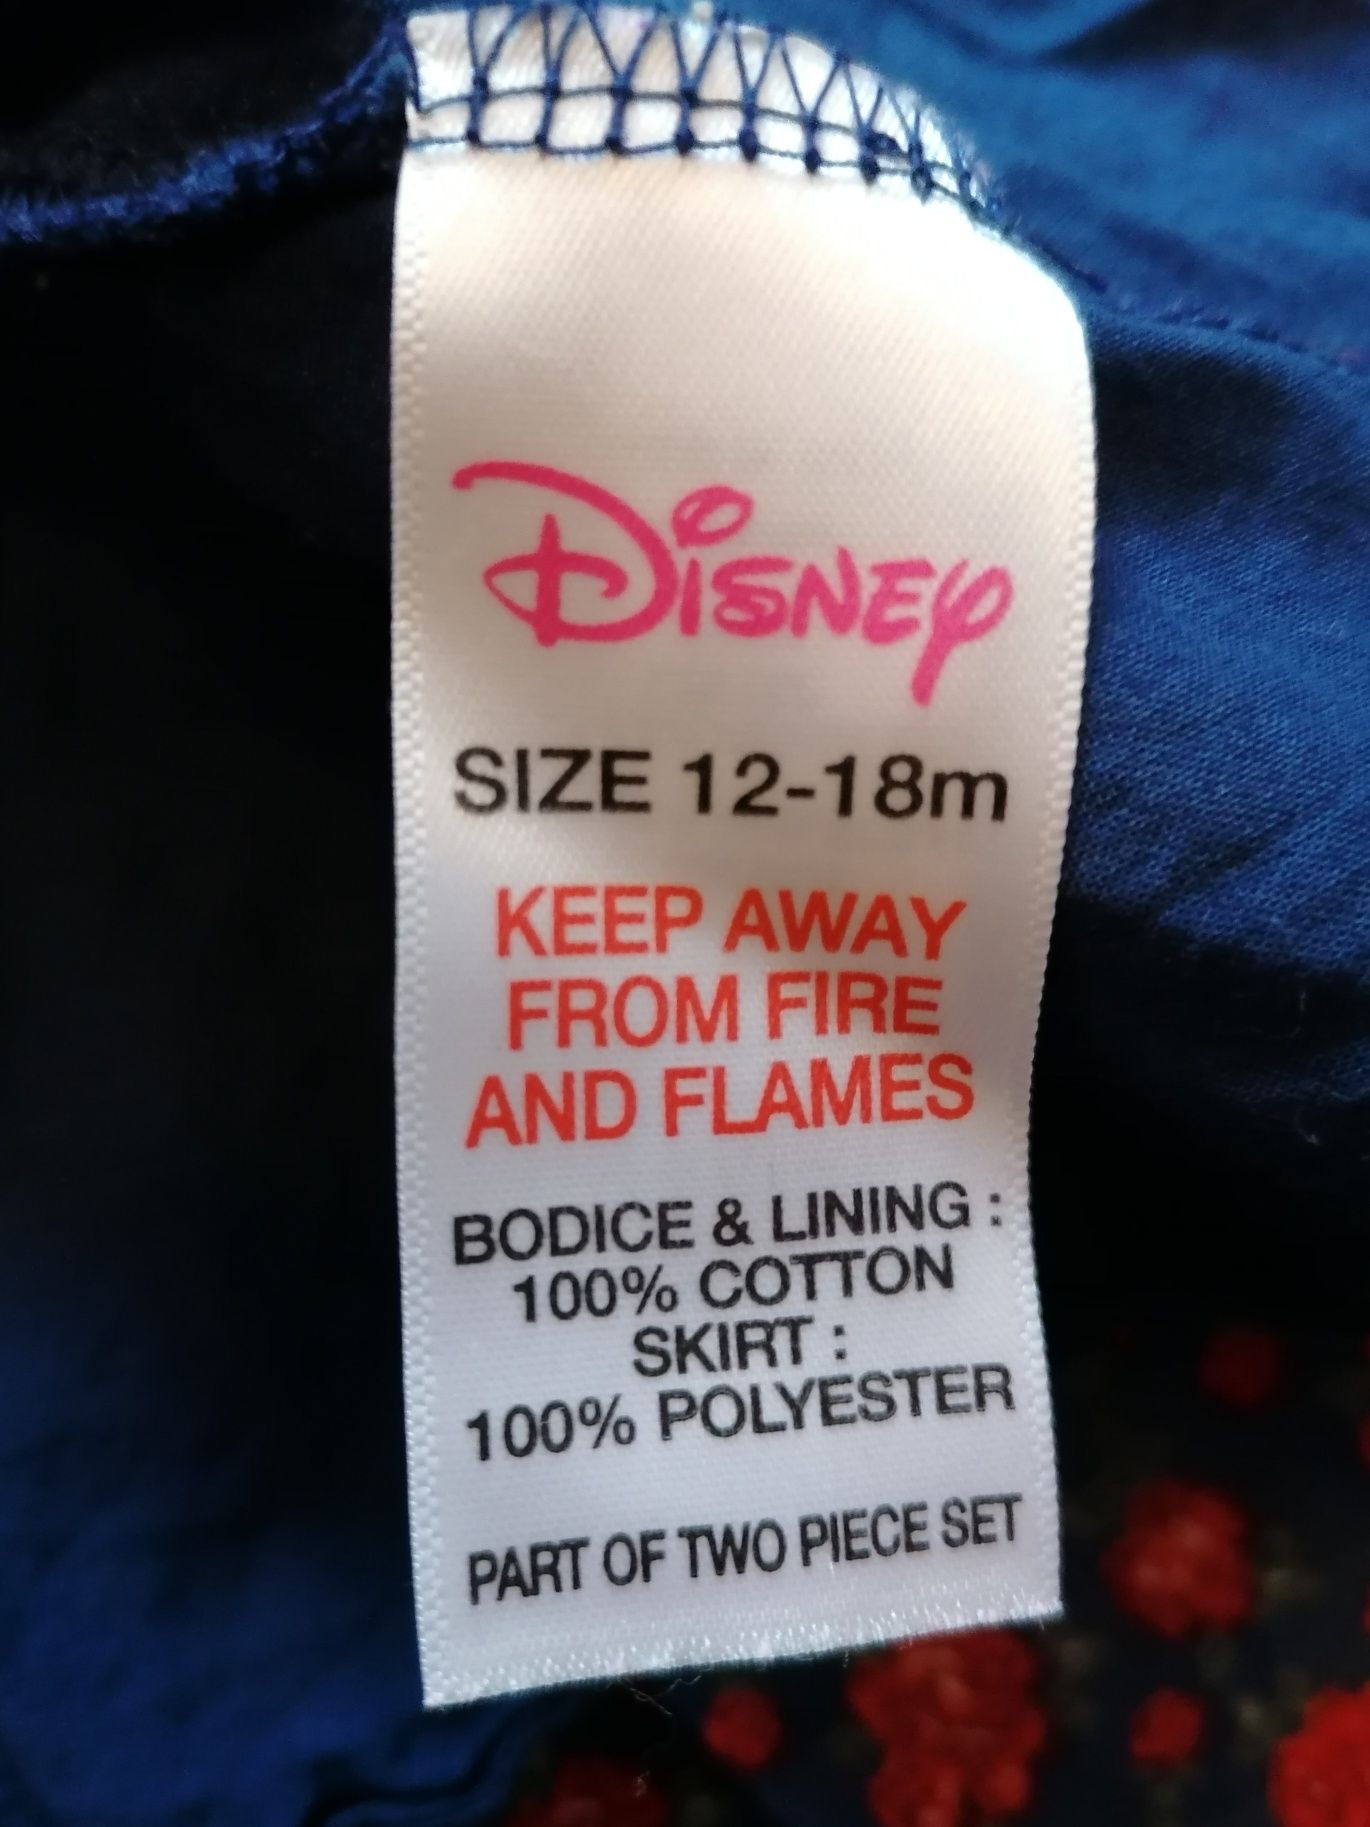 Disney
SIZE 12-18m
KEEP AWAY
FROM FIRE
AND FLAMES
BODICE & LINING :
100% COTTON
SKIRT :
100% POLYESTER
PART OF TWO PIECE SET